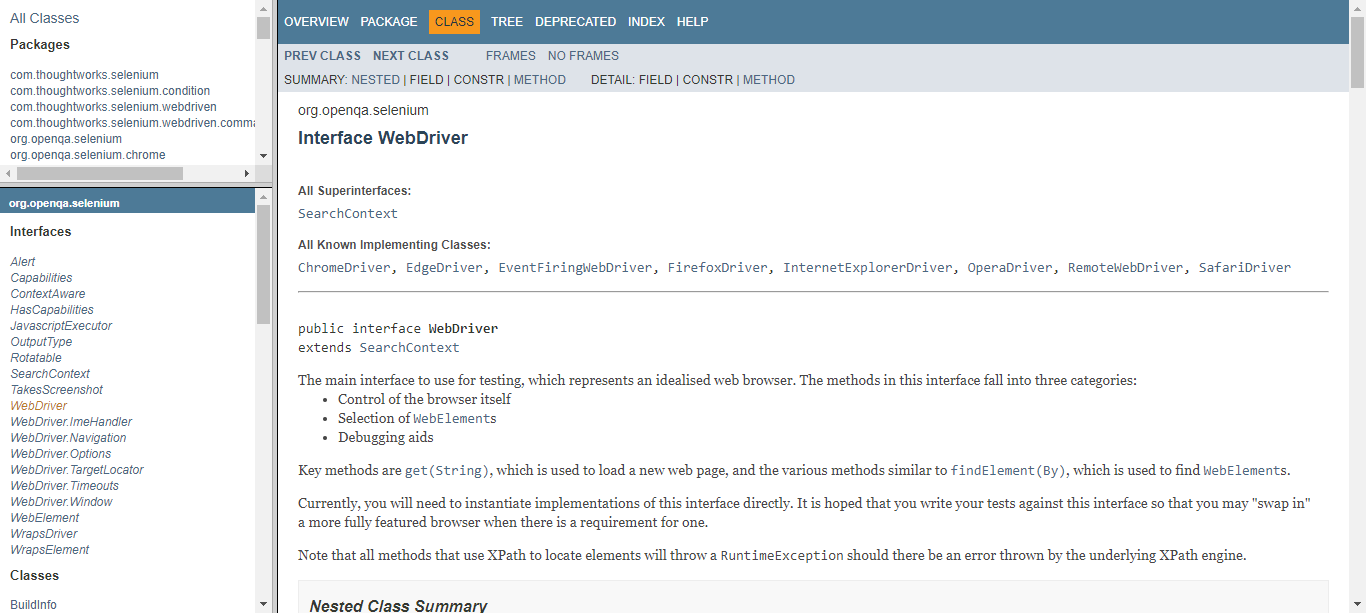 All Classes
Packages
com.thoughtworks.selenium
com.thoughtworks.selenium.condition
com.thoughtworks.selenium.webdriven
com.thoughtworks.selenium.webdriven.comma
org.openqa.selenium
org.openqa.selenium.chrome
org.openqa.selenium
Interfaces
Alert
Capabilities
ContextAware
HasCapabilities
JavascriptExecutor
OutputType
Rotatable
SearchContext
TakesScreenshot
WebDriver
WebDriver.ImeHandler
WebDriver.Navigation
WebDriver.Options
WebDriver.TargetLocator
WebDriver.Timeouts
WebDriver.Window
WebElement
WrapsDriver
WrapsElement
Classes
BuildInfo
OVERVIEW PACKAGE CLASS TREE DEPRECATED INDEX HELP
PREV CLASS NEXT CLASS FRAMES NO FRAMES
SUMMARY: NESTED | FIELD | CONSTR | METHOD DETAIL: FIELD | CONSTR | METHOD
org.openqa.selenium
Interface WebDriver
All Superinterfaces:
SearchContext
All Known Implementing Classes:
ChromeDriver, EdgeDriver, EventFiringWebDriver, FirefoxDriver, InternetExplorerDriver, OperaDriver, RemoteWebDriver, SafariDriver
public interface WebDriver
extends SearchContext
The main interface to use for testing, which represents an idealised web browser. The methods in this interface fall into three categories:
• Control of the browser itself
• Selection of WebElements
• Debugging aids
Key methods are get(String), which is used to load a new web page, and the various methods similar to findElement(By), which is used to find WebElements.
Currently, you will need to instantiate implementations of this interface directly. It is hoped that you write your tests against this interface so that you may "swap in"
a more fully featured browser when there is a requirement for one.
Note that all methods that use XPath to locate elements will throw a RuntimeException should there be an error thrown by the underlying XPath engine.
Nested Class Summary